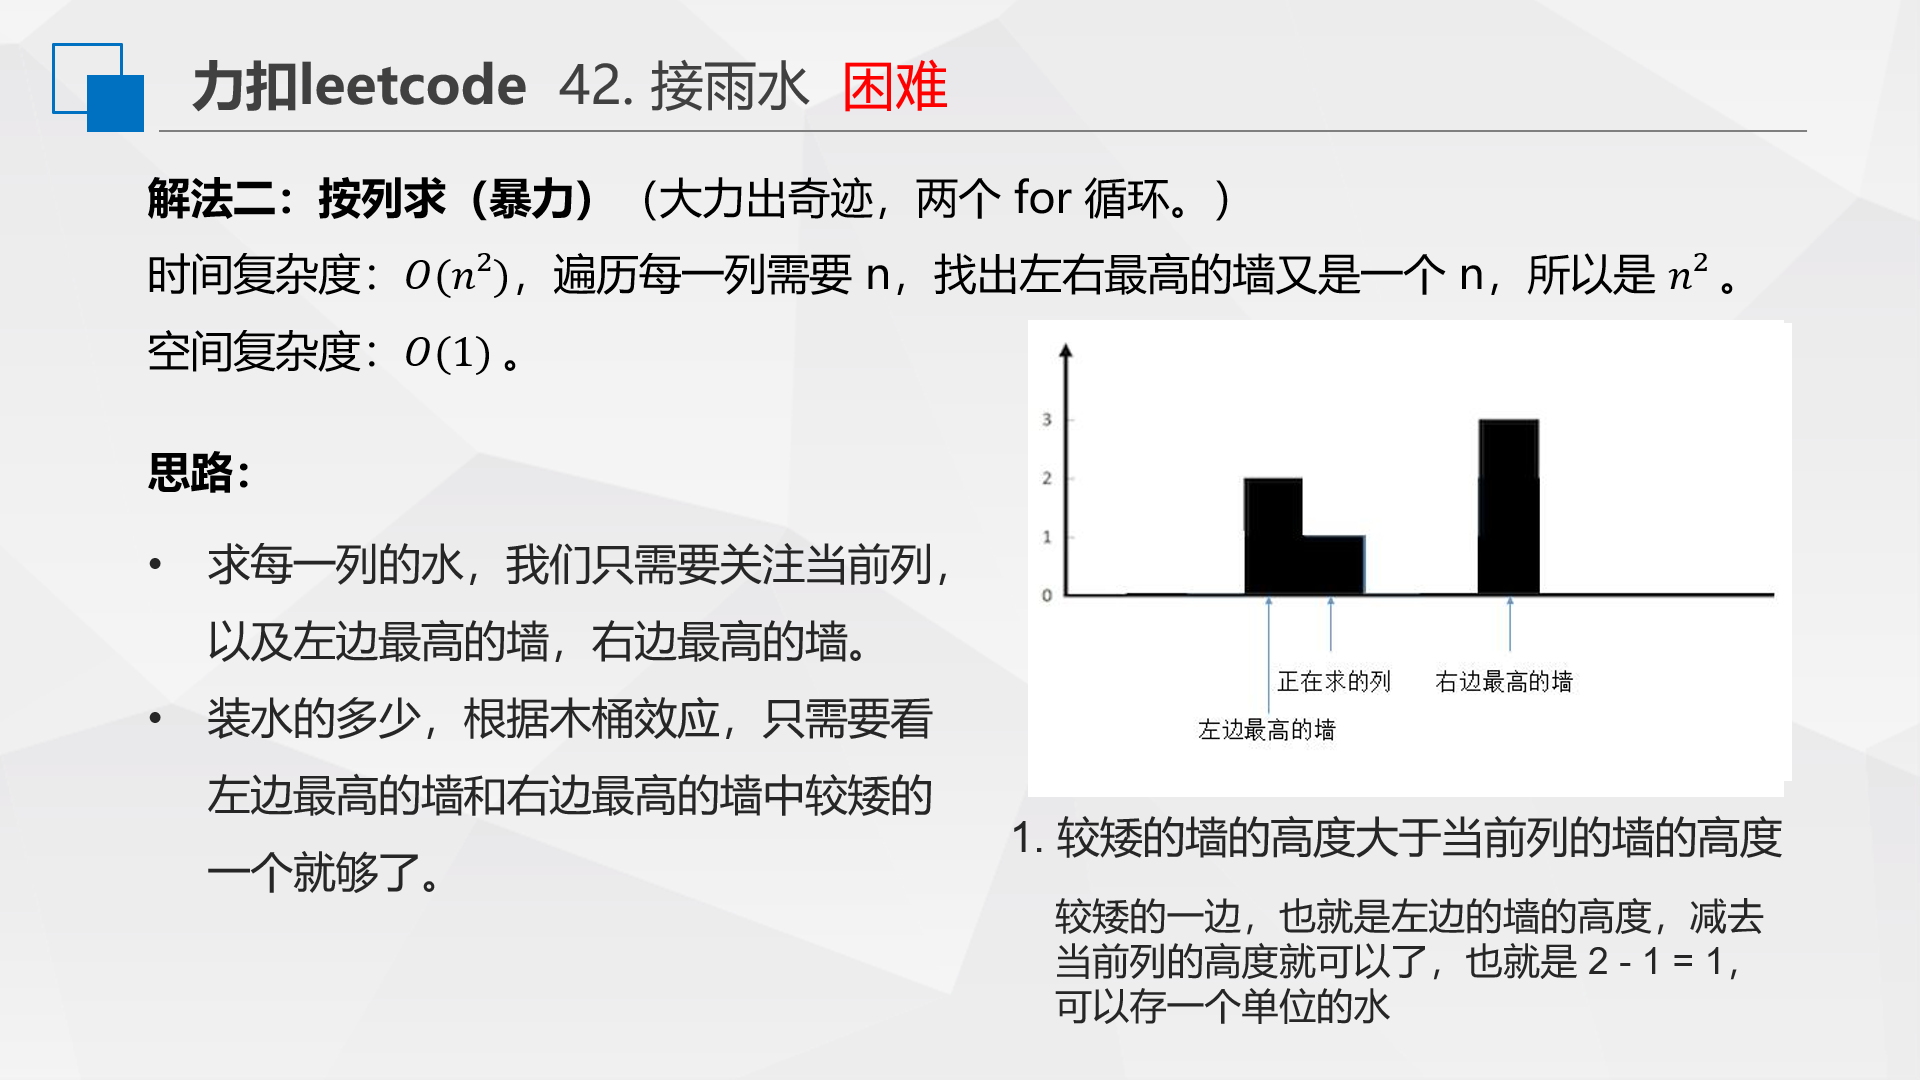 力扣leetcode 42. 接雨水 困难
解法二：按列求（暴力）（大力出奇迹，两个 for 循环。）
时间复杂度：O(n²)，遍历每一列需要 n，找出左右最高的墙又是一个 n，所以是 n² 。
空间复杂度：O(1) 。
思路：
• 求每一列的水，我们只需要关注当前列，
以及左边最高的墙，右边最高的墙。
• 装水的多少，根据木桶效应，只需要看
左边最高的墙和右边最高的墙中较矮的
一个就够了。
3
2
1
0
正在求的列
右边最高的墙
左边最高的墙
1. 较矮的墙的高度大于当前列的墙的高度
较矮的一边，也就是左边的墙的高度，减去
当前列的高度就可以了，也就是 2 - 1 = 1，
可以存一个单位的水